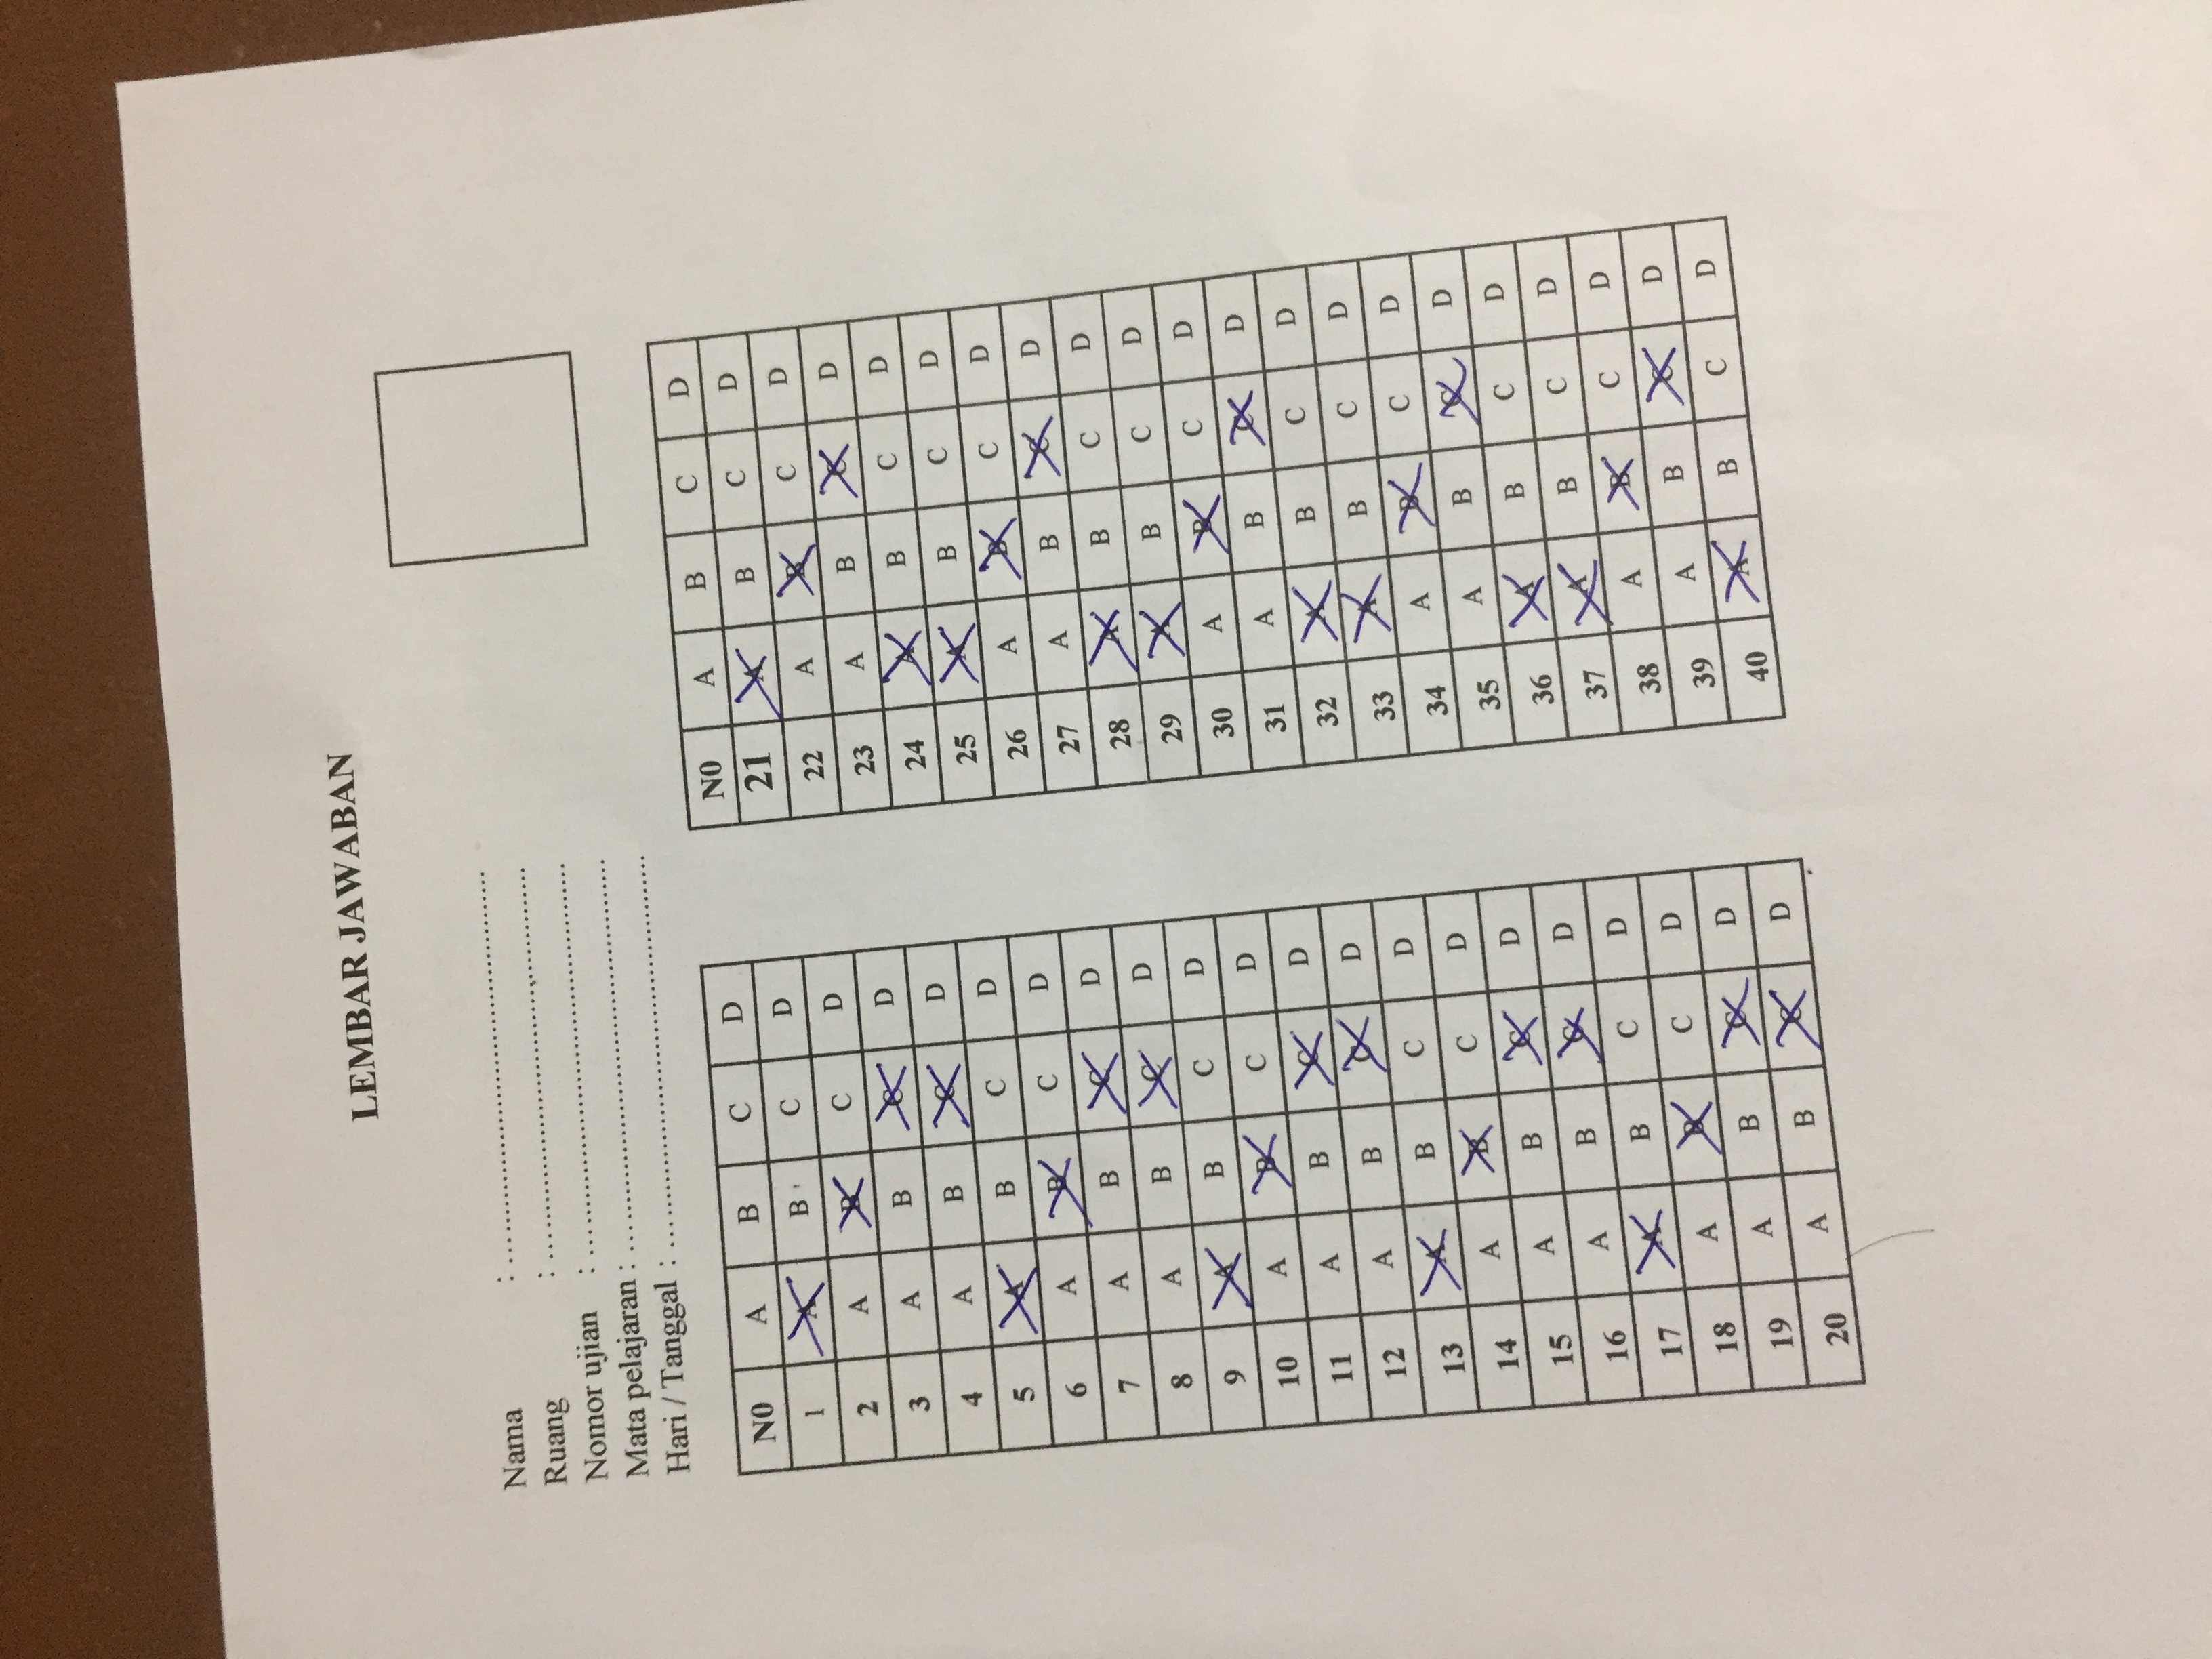 LEMBAR JAWABAN
Nama : ................................................
Ruang : ................................................
Nomor ujian : ................................................
Mata pelajaran : ................................................
Hari / Tanggal : ................................................
N0 A B C D
1 A B C D
2 A B C D
3 A B C D
4 A B C D
5 A B C D
6 A B C D
7 A B C D
8 A B C D
9 A B C D
10 A B C D
11 A B C D
12 A B C D
13 A B C D
14 A B C D
15 A B C D
16 A B C D
17 A B C D
18 A B C D
19 A B C D
20 A B C D
N0 A B C D
21 A B C D
22 A B C D
23 A B C D
24 A B C D
25 A B C D
26 A B C D
27 A B C D
28 A B C D
29 A B C D
30 A B C D
31 A B C D
32 A B C D
33 A B C D
34 A B C D
35 A B C D
36 A B C D
37 A B C D
38 A B C D
39 A B C D
40 A B C D